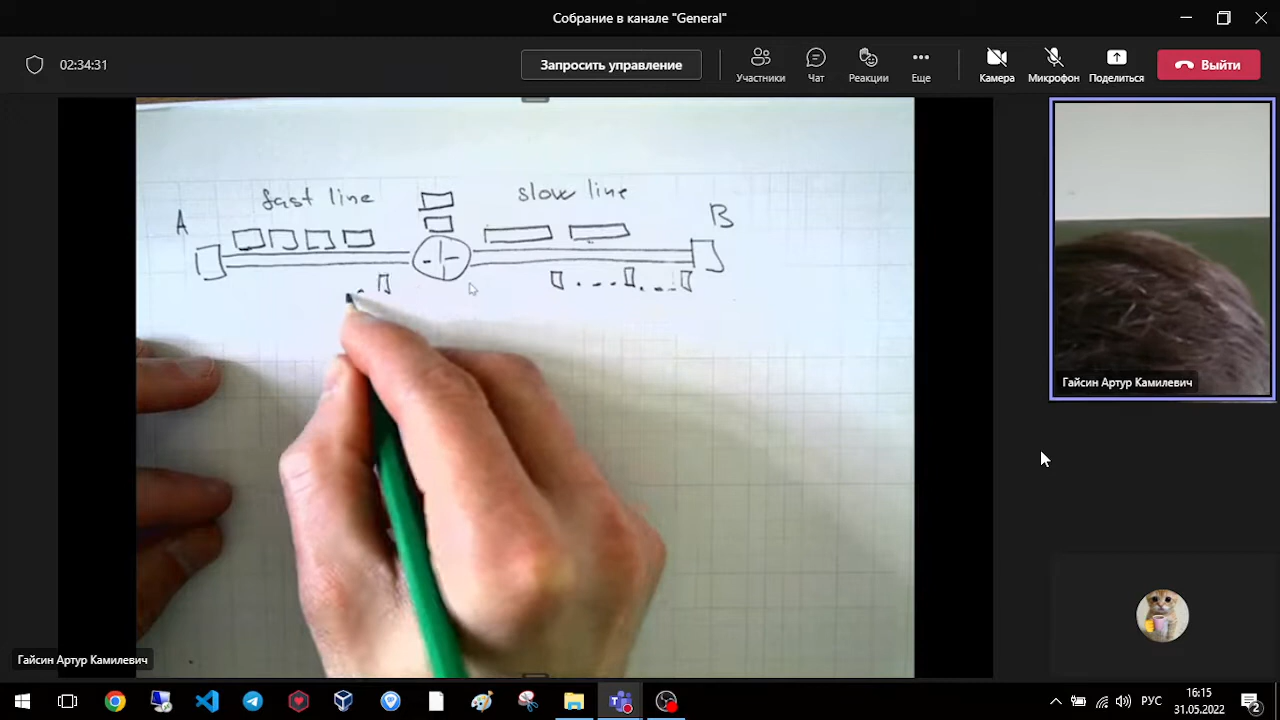 Собрание в канале "General"
02:34:31
Запросить управление
Участники
Чат
Реакции
Еще
Камера
Микрофон
Поделиться
Выйти
fast line
slow line
A
B
Гайсин Артур Камилевич
Гайсин Артур Камилевич
РУС
16:15
31.05.2022
2